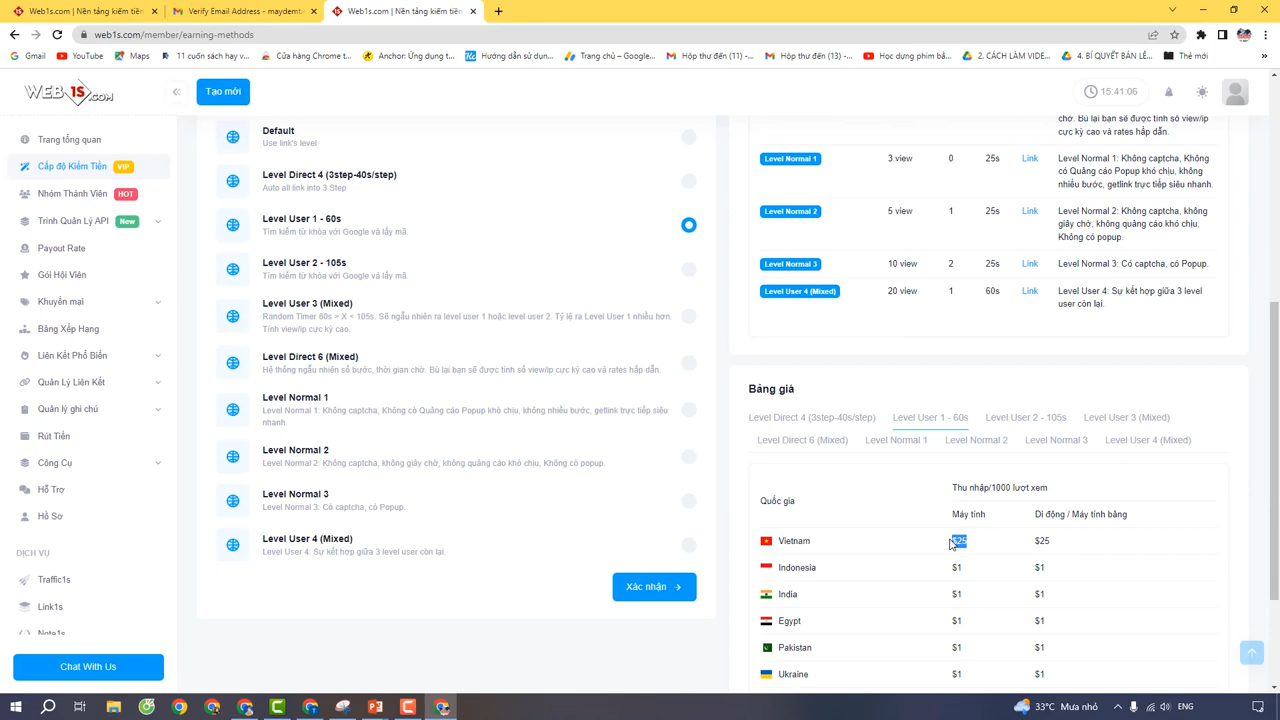 Web1s.com | Nền tảng kiếm tiền
Verify Email Address - maydemti
Web1s.com | Nền tảng kiếm tiền
web1s.com/member/earning-methods
Gmail
YouTube
Maps
11 cuốn sách hay v...
Cửa hàng Chrome t...
Anchor: Ứng dụng t...
Hướng dẫn sử dụn...
Trang chủ – Google...
Hộp thư đến (11) -...
Hộp thư đến (13) -...
Học dựng phim bằ...
2. CÁCH LÀM VIDE...
4. BÍ QUYẾT BÁN LẺ...
Thẻ mới
WEB1S.COM
Tạo mới
15:41:06
Trang tổng quan
Cấp độ Kiếm Tiền VIP
Nhóm Thành Viên HOT
Trình Quản Lý API New
Payout Rate
Gói Hội Viên
Khuyến mại
Bảng Xếp Hạng
Liên Kết Phổ Biến
Quản Lý Liên Kết
Quản lý ghi chú
Rút Tiền
Công Cụ
Hỗ Trợ
Hồ Sơ
DỊCH VỤ
Traffic1s
Link1s
Note1s
Chat With Us
Default
Use link's level
Level Direct 4 (3step-40s/step)
Auto all link into 3 Step
Level User 1 - 60s
Tìm kiếm từ khóa với Google và lấy mã.
Level User 2 - 105s
Tìm kiếm từ khóa với Google và lấy mã.
Level User 3 (Mixed)
Random Timer 60s > X < 105s. Sẽ ngẫu nhiên ra level user 1 hoặc level user 2. Tỷ lệ ra Level User 1 nhiều hơn.
Tính view/ip cực kỳ cao.
Level Direct 6 (Mixed)
Hệ thống ngẫu nhiên số bước, thời gian chờ. Bù lại bạn sẽ được tính số view/ip cực kỳ cao và rates hấp dẫn.
Level Normal 1
Level Normal 1: Không captcha, Không có Quảng cáo Popup khó chịu, không nhiều bước, getlink trực tiếp siêu
nhanh.
Level Normal 2
Level Normal 2: Không captcha, không giây chờ, không quảng cáo khó chịu, Không có popup.
Level Normal 3
Level Normal 3: Có captcha, có Popup.
Level User 4 (Mixed)
Level User 4: Sự kết hợp giữa 3 level user còn lại.
Xác nhận
chờ. Bù lại bạn sẽ được tính số view/ip
cực kỳ cao và rates hấp dẫn.
Level Normal 1 3 view 0 25s Link Level Normal 1: Không captcha, Không
có Quảng cáo Popup khó chịu, không
nhiều bước, getlink trực tiếp siêu nhanh.
Level Normal 2 5 view 1 25s Link Level Normal 2: Không captcha, không
giây chờ, không quảng cáo khó chịu,
Không có popup.
Level Normal 3 10 view 2 25s Link Level Normal 3: Có captcha, có Popup.
Level User 4 (Mixed) 20 view 1 60s Link Level User 4: Sự kết hợp giữa 3 level
user còn lại.
Bảng giá
Level Direct 4 (3step-40s/step) Level User 1 - 60s Level User 2 - 105s Level User 3 (Mixed)
Level Direct 6 (Mixed) Level Normal 1 Level Normal 2 Level Normal 3 Level User 4 (Mixed)
Thu nhập/1000 lượt xem
Quốc gia
Máy tính Di động / Máy tính bảng
Vietnam $25 $25
Indonesia $1 $1
India $1 $1
Egypt $1 $1
Pakistan $1 $1
Ukraine $1 $1
33°C Mưa nhỏ